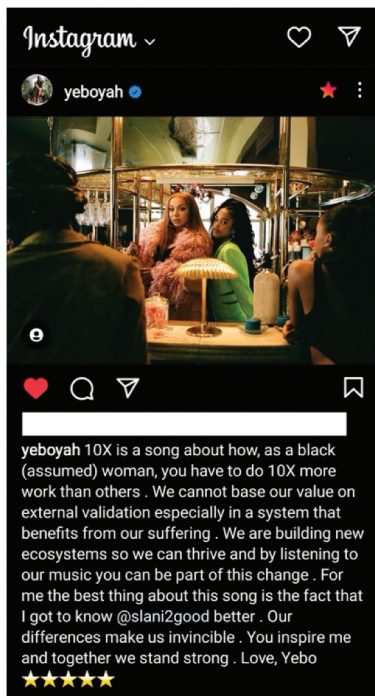 Instagram
yeboyah
yeboyah 10X is a song about how, as a black
(assumed) woman, you have to do 10X more
work than others . We cannot base our value on
external validation especially in a system that
benefits from our suffering . We are building new
ecosystems so we can thrive and by listening to
our music you can be part of this change . For
me the best thing about this song is the fact that
I got to know @slani2good better . Our
differences make us invincible . You inspire me
and together we stand strong . Love, Yebo